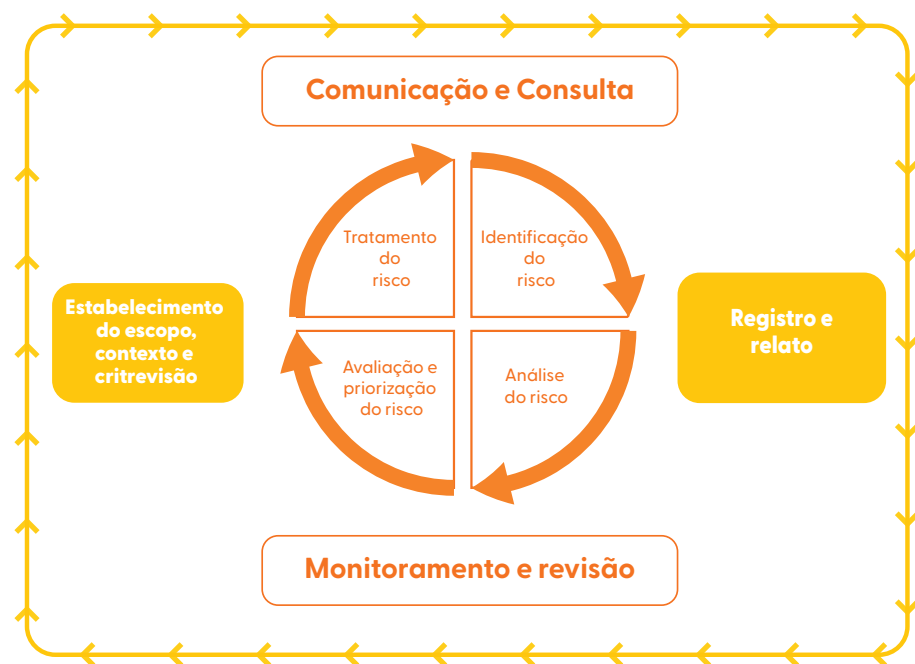 Comunicação e Consulta
Tratamento
do
risco
Identificação
do
risco
Estabelecimento
do escopo,
contexto e
critrevisão
Registro e
relato
Avaliação e
priorização
do risco
Análise
do risco
Monitoramento e revisão